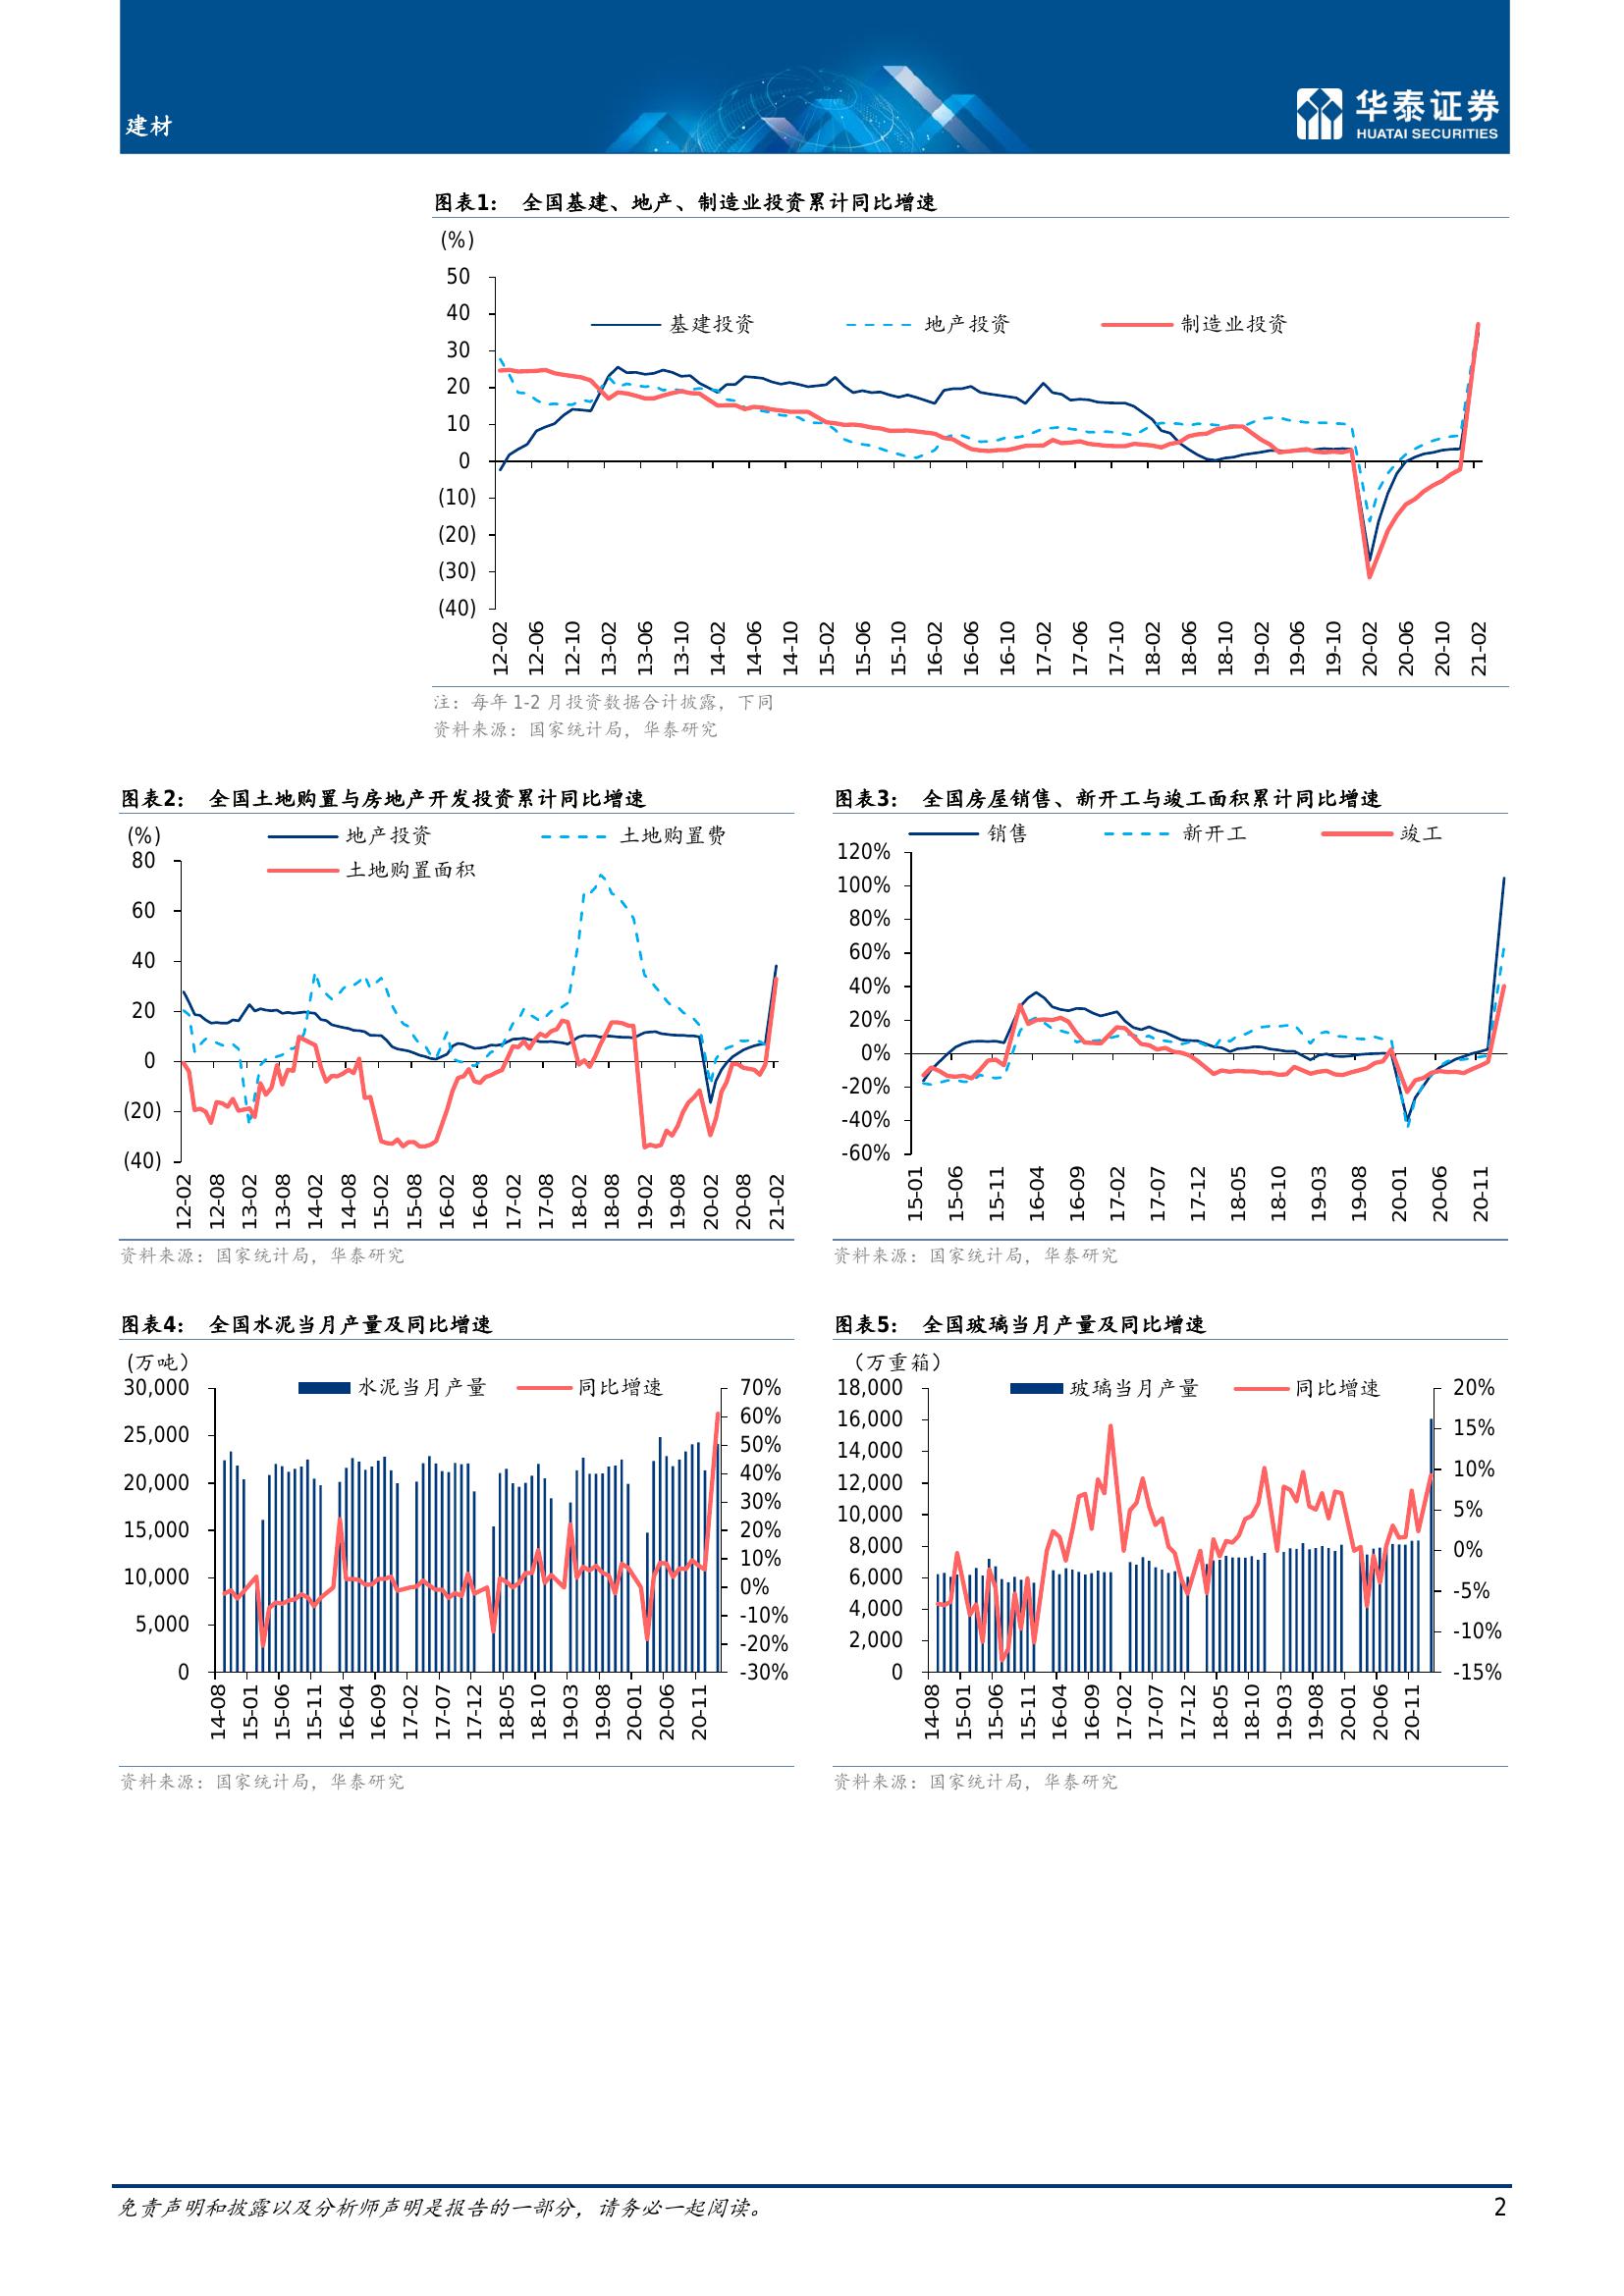 建材
华泰证券
HUATAI SECURITIES
图表1： 全国基建、地产、制造业投资累计同比增速
(%)
基建投资 地产投资 制造业投资
50
40
30
20
10
0
(10)
(20)
(30)
(40)
12-02 12-06 12-10 13-02 13-06 13-10 14-02 14-06 14-10 15-02 15-06 15-10 16-02 16-06 16-10 17-02 17-06 17-10 18-02 18-06 18-10 19-02 19-06 19-10 20-02 20-06 20-10 21-02
注：每年 1-2 月投资数据合计披露，下同
资料来源：国家统计局，华泰研究
图表2： 全国土地购置与房地产开发投资累计同比增速
(%)
地产投资 土地购置费
土地购置面积
80
60
40
20
0
(20)
(40)
12-02 12-08 13-02 13-08 14-02 14-08 15-02 15-08 16-02 16-08 17-02 17-08 18-02 18-08 19-02 19-08 20-02 20-08 21-02
资料来源：国家统计局，华泰研究
图表3： 全国房屋销售、新开工与竣工面积累计同比增速
销售 新开工 竣工
120%
100%
80%
60%
40%
20%
0%
-20%
-40%
-60%
15-01 15-06 15-11 16-04 16-09 17-02 17-07 17-12 18-05 18-10 19-03 19-08 20-01 20-06 20-11
资料来源：国家统计局，华泰研究
图表4： 全国水泥当月产量及同比增速
(万吨）
水泥当月产量 同比增速
30,000
25,000
20,000
15,000
10,000
5,000
0
70%
60%
50%
40%
30%
20%
10%
0%
-10%
-20%
-30%
14-08 15-01 15-06 15-11 16-04 16-09 17-02 17-07 17-12 18-05 18-10 19-03 19-08 20-01 20-06 20-11
资料来源：国家统计局，华泰研究
图表5： 全国玻璃当月产量及同比增速
（万重箱）
玻璃当月产量 同比增速
18,000
16,000
14,000
12,000
10,000
8,000
6,000
4,000
2,000
0
20%
15%
10%
5%
0%
-5%
-10%
-15%
14-08 15-01 15-06 15-11 16-04 16-09 17-02 17-07 17-12 18-05 18-10 19-03 19-08 20-01 20-06 20-11
资料来源：国家统计局，华泰研究
免责声明和披露以及分析师声明是报告的一部分，请务必一起阅读。
2